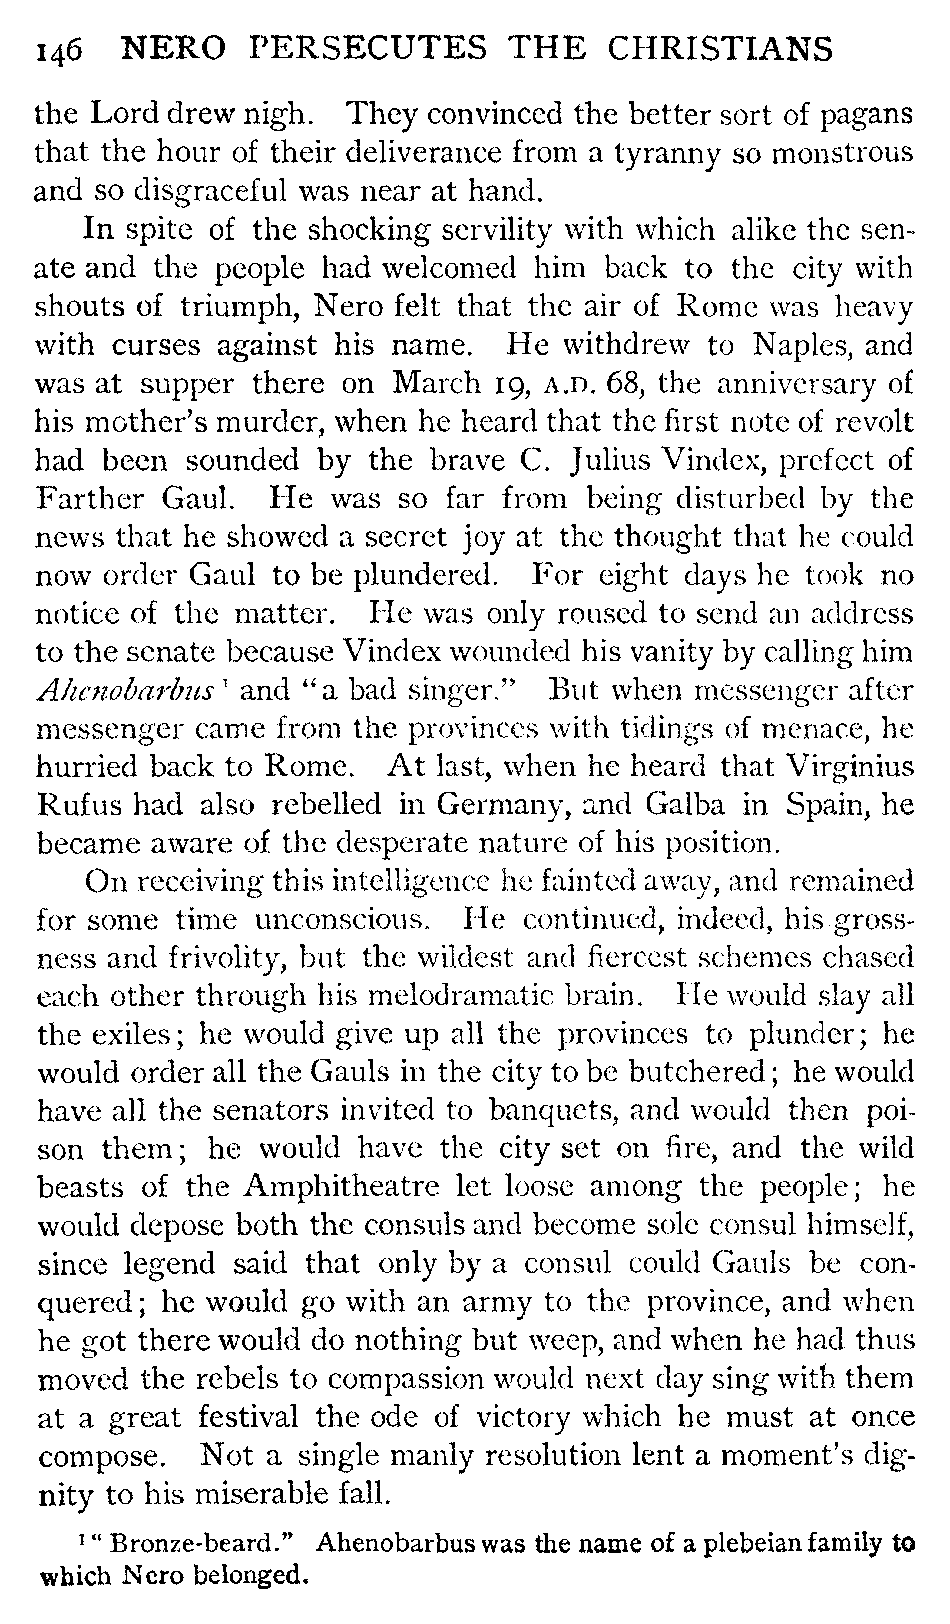 146 NERO PERSECUTES THE CHRISTIANS
the Lord drew nigh. They convinced the better sort of pagans
that the hour of their deliverance from a tyranny so monstrous
and so disgraceful was near at hand.
In spite of the shocking servility with which alike the sen-
ate and the people had welcomed him back to the city with
shouts of triumph, Nero felt that the air of Rome was heavy
with curses against his name. He withdrew to Naples, and
was at supper there on March 19, A.D. 68, the anniversary of
his mother's murder, when he heard that the first note of revolt
had been sounded by the brave C. Julius Vindex, prefect of
Farther Gaul. He was so far from being disturbed by the
news that he showed a secret joy at the thought that he could
now order Gaul to be plundered. For eight days he took no
notice of the matter. He was only roused to send an address
to the senate because Vindex wounded his vanity by calling him
Ahenobarbus ¹ and "a bad singer." But when messenger after
messenger came from the provinces with tidings of menace, he
hurried back to Rome. At last, when he heard that Virginius
Rufus had also rebelled in Germany, and Galba in Spain, he
became aware of the desperate nature of his position.
On receiving this intelligence he fainted away, and remained
for some time unconscious. He continued, indeed, his gross-
ness and frivolity, but the wildest and fiercest schemes chased
each other through his melodramatic brain. He would slay all
the exiles; he would give up all the provinces to plunder; he
would order all the Gauls in the city to be butchered; he would
have all the senators invited to banquets, and would then poi-
son them; he would have the city set on fire, and the wild
beasts of the Amphitheatre let loose among the people; he
would depose both the consuls and become sole consul himself,
since legend said that only by a consul could Gauls be con-
quered; he would go with an army to the province, and when
he got there would do nothing but weep, and when he had thus
moved the rebels to compassion would next day sing with them
at a great festival the ode of victory which he must at once
compose. Not a single manly resolution lent a moment's dig-
nity to his miserable fall.
¹ "Bronze-beard." Ahenobarbus was the name of a plebeian family to
which Nero belonged.